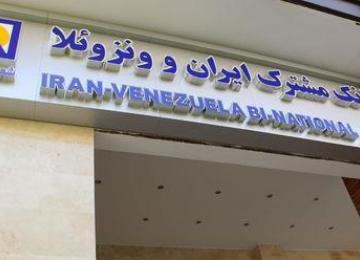 مشترک ایران و ونزوئلا
IRAN-VENEZUELA BI-NATIONAL